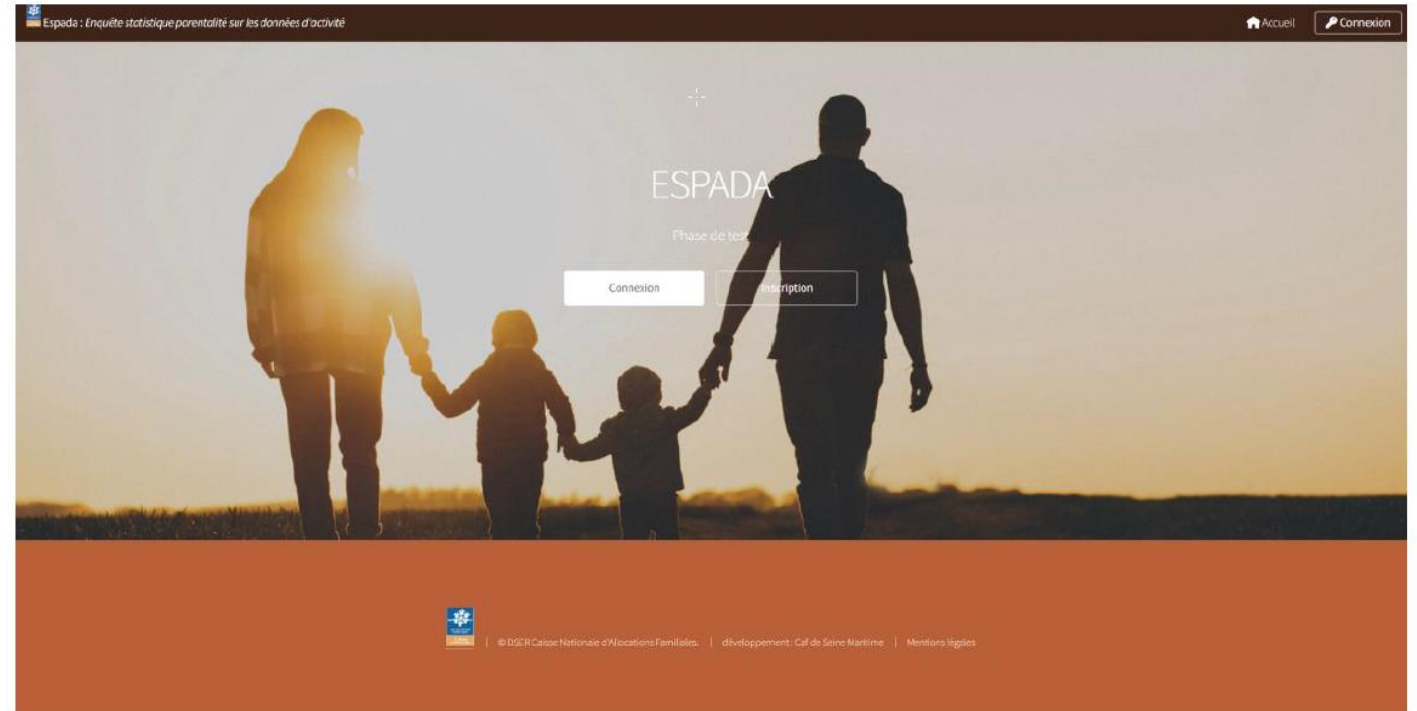 Espada : Enquête statistique parentalité sur les données d'activité
Accueil
Connexion
ESPADA
Phase de test
Connexion
Inscription
| © DSER Caisse Nationale d'Allocations Familiales. | développement : Caf de Seine Maritime | Mentions légales